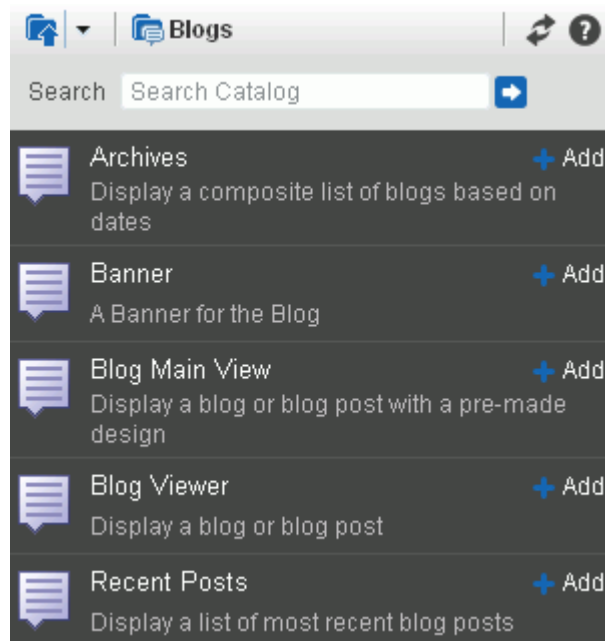 Blogs
Search Search Catalog
Archives Add
Display a composite list of blogs based on
dates
Banner Add
A Banner for the Blog
Blog Main View Add
Display a blog or blog post with a pre-made
design
Blog Viewer Add
Display a blog or blog post
Recent Posts Add
Display a list of most recent blog posts